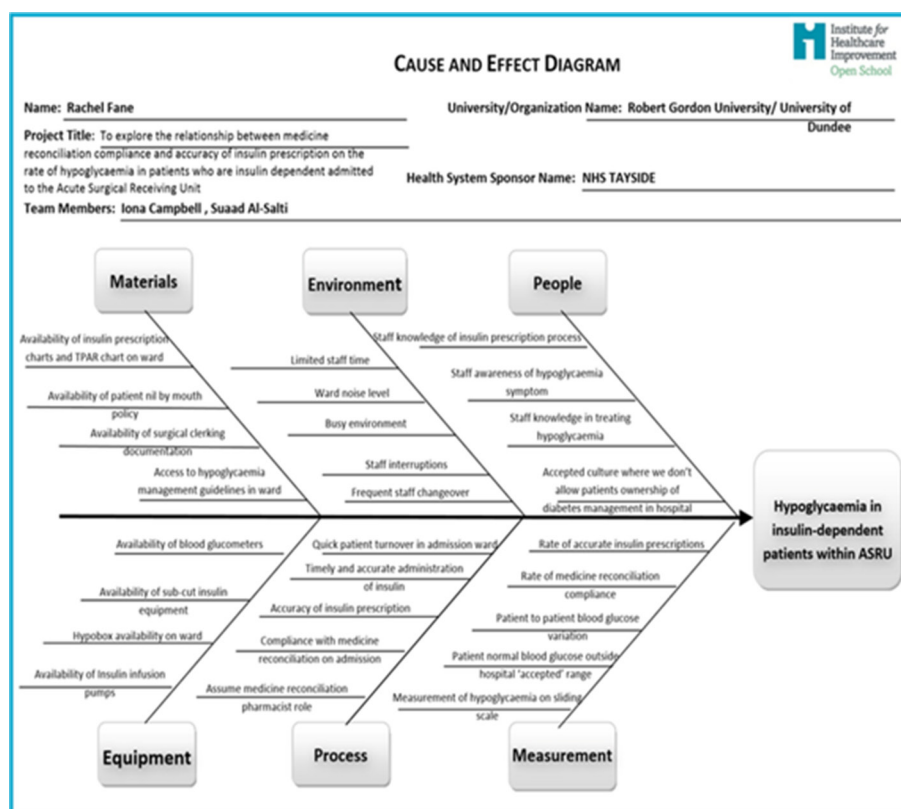 Institute for
Healthcare
Improvement
Open School
CAUSE AND EFFECT DIAGRAM
Name: Rachel Fane
University/Organization Name: Robert Gordon University/ University of
Dundee
Project Title: To explore the relationship between medicine
reconciliation compliance and accuracy of insulin prescription on the
rate of hypoglycaemia in patients who are insulin dependent admitted
to the Acute Surgical Receiving Unit
Health System Sponsor Name: NHS TAYSIDE
Team Members: Iona Campbell , Suaad Al-Salti
Materials
Environment
People
Availability of insulin prescription
charts and TPAR chart on ward
Availability of patient nil by mouth
policy
Availability of surgical clerking
documentation
Access to hypoglycaemia
management guidelines in ward
Limited staff time
Ward noise level
Busy environment
Staff interruptions
Frequent staff changeover
Staff knowledge of insulin prescription process
Staff awareness of hypoglycaemia
symptom
Staff knowledge in treating
hypoglycaemia
Accepted culture where we don't
allow patients ownership of
diabetes management in hospital
Hypoglycaemia in
insulin-dependent
patients within ASRU
Availability of blood glucometers
Availability of sub-cut insulin
equipment
Hypobox availability on ward
Availability of Insulin infusion
pumps
Quick patient turnover in admission ward
Timely and accurate administration
of insulin
Accuracy of insulin prescription
Compliance with medicine
reconciliation on admission
Assume medicine reconciliation
pharmacist role
Rate of accurate insulin prescriptions
Rate of medicine reconciliation
compliance
Patient to patient blood glucose
variation
Patient normal blood glucose outside
hospital 'accepted' range
Measurement of hypoglycaemia on sliding
scale
Equipment
Process
Measurement